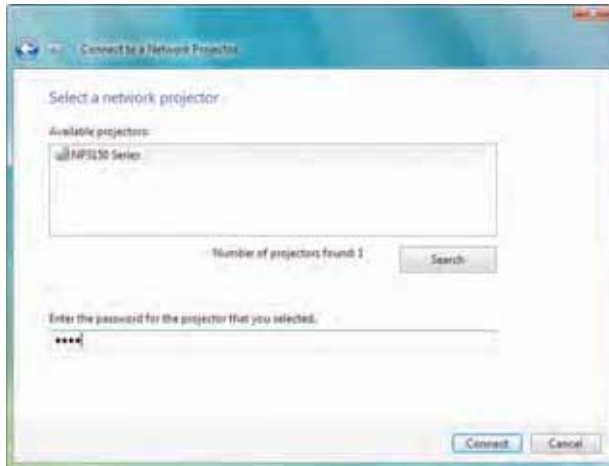 Connect to a Network Projector
Select a network projector
Available projectors:
NP3150 Series
Number of projectors found: 1
Search
Enter the password for the projector that you selected.
••••
Connect
Cancel